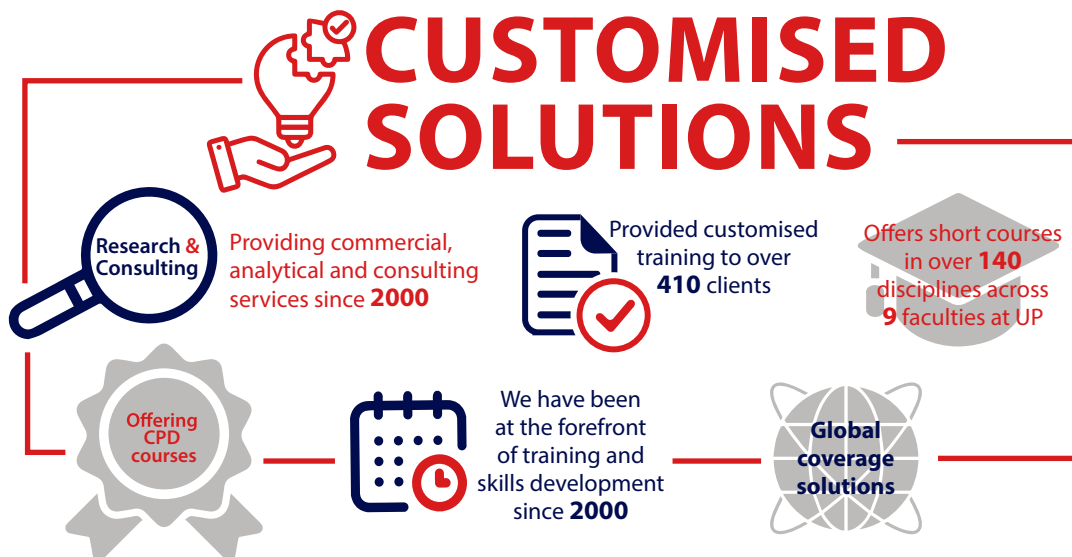 CUSTOMISED
SOLUTIONS
Research &
Consulting
Providing commercial,
analytical and consulting
services since 2000
Provided customised
training to over
410 clients
Offers short courses
in over 140
disciplines across
9 faculties at UP
Offering
CPD
courses
We have been
at the forefront
of training and
skills development
since 2000
Global
coverage
solutions